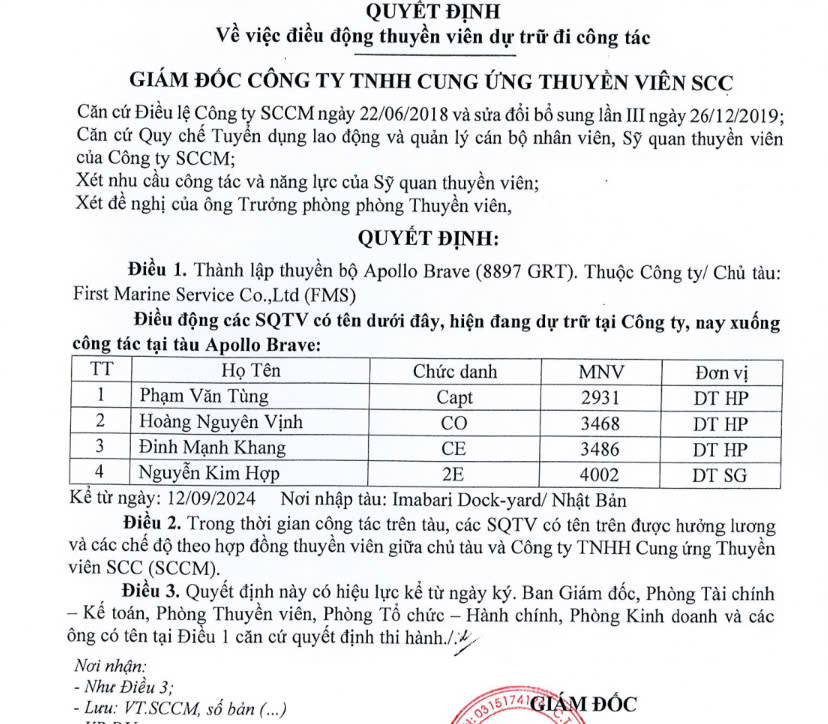 QUYẾT ĐỊNH
Về việc điều động thuyền viên dự trữ đi công tác
GIÁM ĐỐC CÔNG TY TNHH CUNG ỨNG THUYỀN VIÊN SCC
Căn cứ Điều lệ Công ty SCCM ngày 22/06/2018 và sửa đổi bổ sung lần III ngày 26/12/2019;
Căn cứ Quy chế Tuyển dụng lao động và quản lý cán bộ nhân viên, Sỹ quan thuyền viên
của Công ty SCCM;
Xét nhu cầu công tác và năng lực của Sỹ quan thuyền viên;
Xét đề nghị của ông Trưởng phòng phòng Thuyền viên,
QUYẾT ĐỊNH:
Điều 1. Thành lập thuyền bộ Apollo Brave (8897 GRT). Thuộc Công ty/ Chủ tàu:
First Marine Service Co.,Ltd (FMS)
Điều động các SQTV có tên dưới đây, hiện đang dự trữ tại Công ty, nay xuống
công tác tại tàu Apollo Brave:
TT Họ Tên Chức danh MNV Đơn vị
1 Phạm Văn Tùng Capt 2931 DT HP
2 Hoàng Nguyên Vịnh CO 3468 DT HP
3 Đinh Mạnh Khang CE 3486 DT HP
4 Nguyễn Kim Hợp 2E 4002 DT SG
Kể từ ngày: 12/09/2024 Nơi nhập tàu: Imabari Dock-yard/ Nhật Bản
Điều 2. Trong thời gian công tác trên tàu, các SQTV có tên trên được hưởng lương
và các chế độ theo hợp đồng thuyền viên giữa chủ tàu và Công ty TNHH Cung ứng Thuyền
viên SCC (SCCM).
Điều 3. Quyết định này có hiệu lực kể từ ngày ký. Ban Giám đốc, Phòng Tài chính
– Kế toán, Phòng Thuyền viên, Phòng Tổ chức – Hành chính, Phòng Kinh doanh và các
ông có tên tại Điều 1 căn cứ quyết định thi hành./.
Nơi nhận:
- Như Điều 3;
- Lưu: VT.SCCM, số bản (...)
GIÁM ĐỐC
0315174